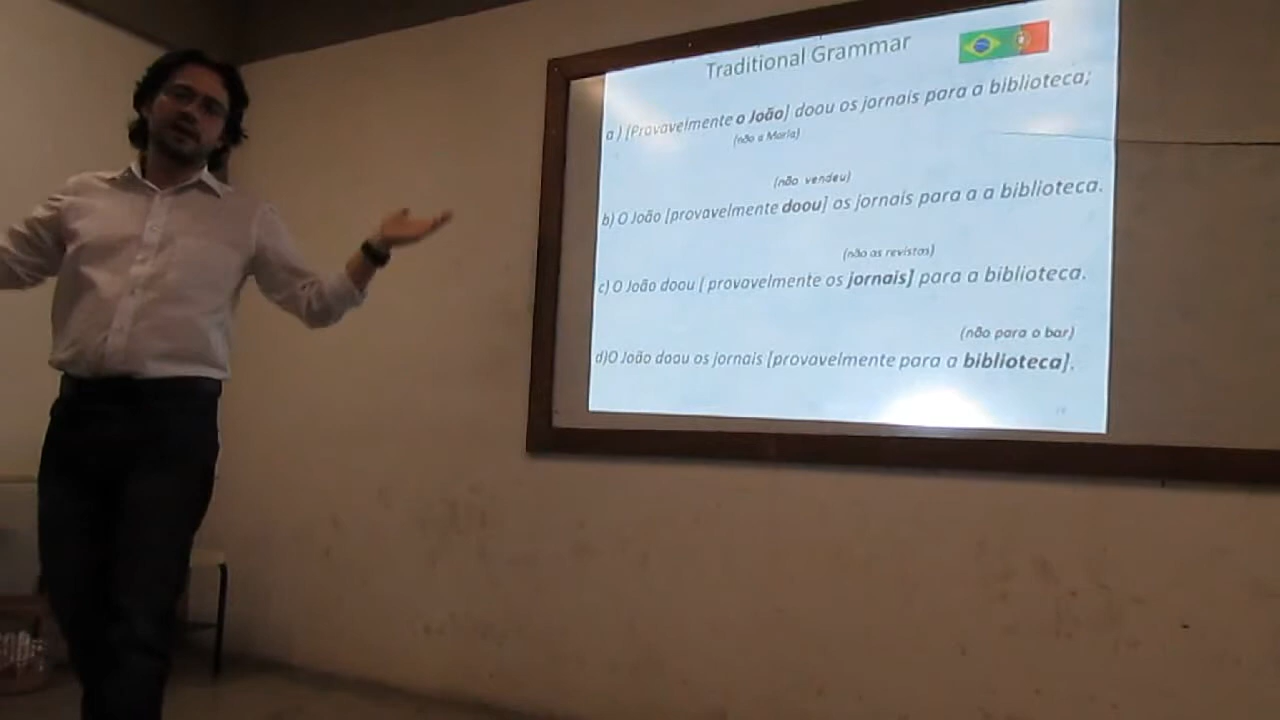 Traditional Grammar
a ) [Provavelmente o João] doou os jornais para a biblioteca;
(não a Maria)
(não vendeu)
b) O João [provavelmente doou] os jornais para a a biblioteca.
(não as revistas)
c) O João doou [ provavelmente os jornais] para a biblioteca.
(não para o bar)
d)O João doou os jornais [provavelmente para a biblioteca].